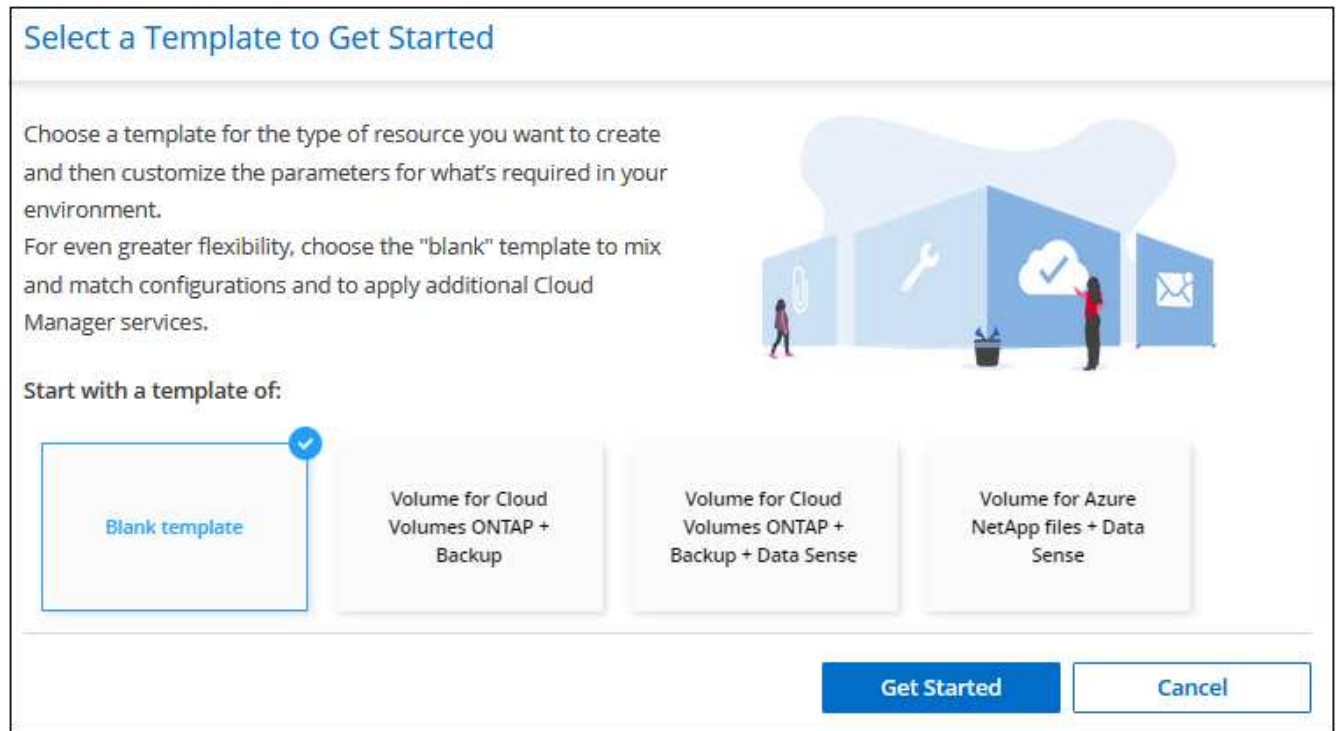 Select a Template to Get Started
Choose a template for the type of resource you want to create
and then customize the parameters for what's required in your
environment.
For even greater flexibility, choose the "blank" template to mix
and match configurations and to apply additional Cloud
Manager services.
Start with a template of:
Blank template
Volume for Cloud
Volumes ONTAP +
Backup
Volume for Cloud
Volumes ONTAP +
Backup + Data Sense
Volume for Azure
NetApp files + Data
Sense
Get Started
Cancel